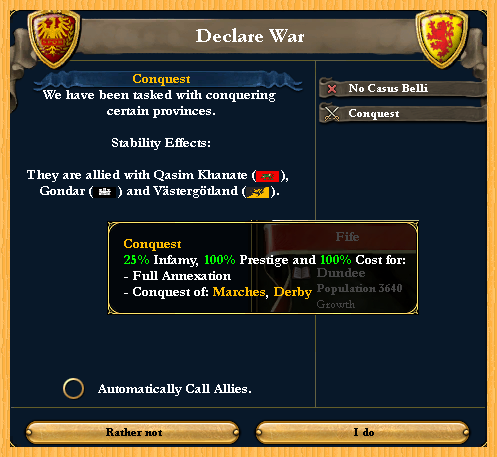 Declare War
Conquest
We have been tasked with conquering
certain provinces.
Stability Effects:
They are allied with Qasim Khanate ( ),
Gondar ( ) and Västergötland ( ).
No Casus Belli
Conquest
Conquest
25% Infamy, 100% Prestige and 100% Cost for:
- Full Annexation
- Conquest of: Marches, Derby
Fife
Dundee
Population 3640
Growth
Automatically Call Allies.
Rather not
I do